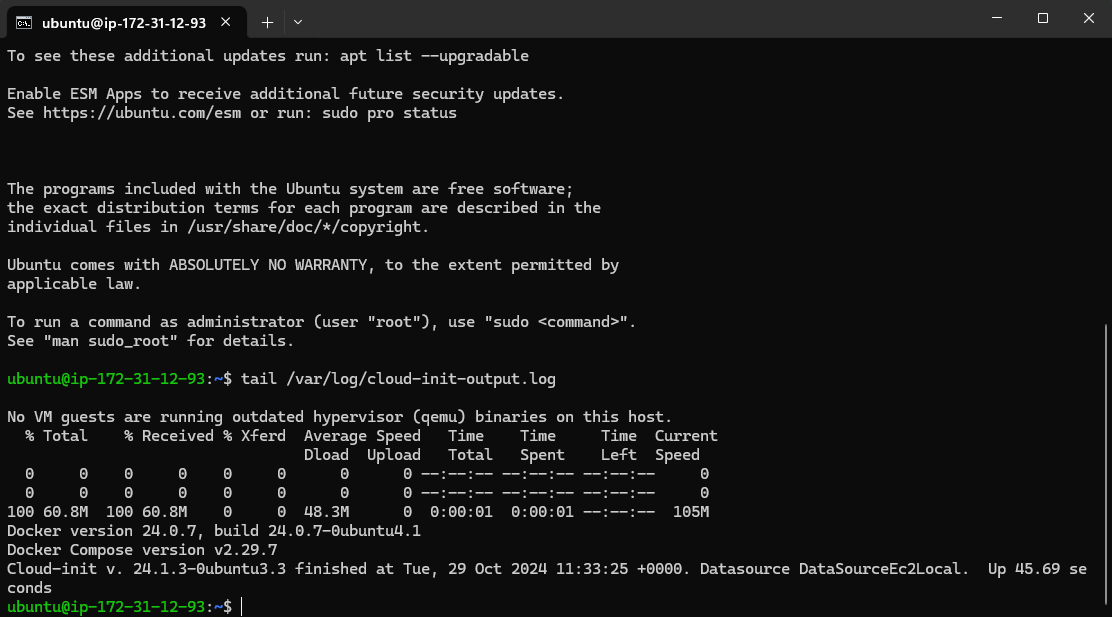 ubuntu@ip-172-31-12-93
To see these additional updates run: apt list --upgradable
Enable ESM Apps to receive additional future security updates.
See https://ubuntu.com/esm or run: sudo pro status
The programs included with the Ubuntu system are free software;
the exact distribution terms for each program are described in the
individual files in /usr/share/doc/*/copyright.
Ubuntu comes with ABSOLUTELY NO WARRANTY, to the extent permitted by
applicable law.
To run a command as administrator (user "root"), use "sudo <command>".
See "man sudo_root" for details.
ubuntu@ip-172-31-12-93:~$ tail /var/log/cloud-init-output.log
No VM guests are running outdated hypervisor (qemu) binaries on this host.
  % Total    % Received % Xferd  Average Speed   Time    Time     Time  Current
                                 Dload  Upload   Total   Spent    Left  Speed
  0     0    0     0    0     0      0      0 --:--:-- --:--:-- --:--:--     0
  0     0    0     0    0     0      0      0 --:--:-- --:--:-- --:--:--     0
100 60.8M  100 60.8M    0     0  48.3M      0  0:00:01  0:00:01 --:--:--  105M
Docker version 24.0.7, build 24.0.7-0ubuntu4.1
Docker Compose version v2.29.7
Cloud-init v. 24.1.3-0ubuntu3.3 finished at Tue, 29 Oct 2024 11:33:25 +0000. Datasource DataSourceEc2Local.  Up 45.69 se
conds
ubuntu@ip-172-31-12-93:~$